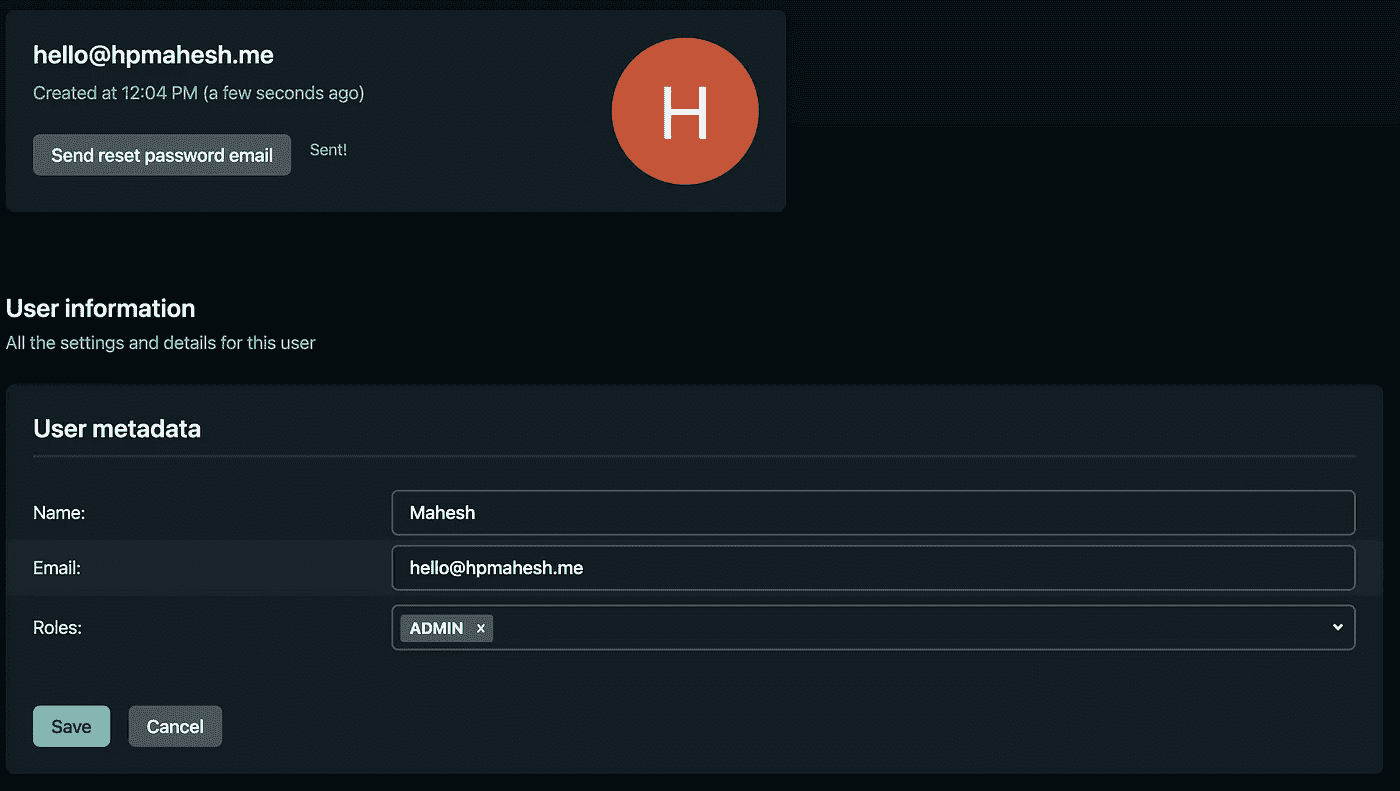 hello@hpmahesh.me
Created at 12:04 PM (a few seconds ago)
H
Send reset password email
Sent!
User information
All the settings and details for this user
User metadata
Name:
Mahesh
Email:
hello@hpmahesh.me
Roles:
ADMIN x
Save
Cancel